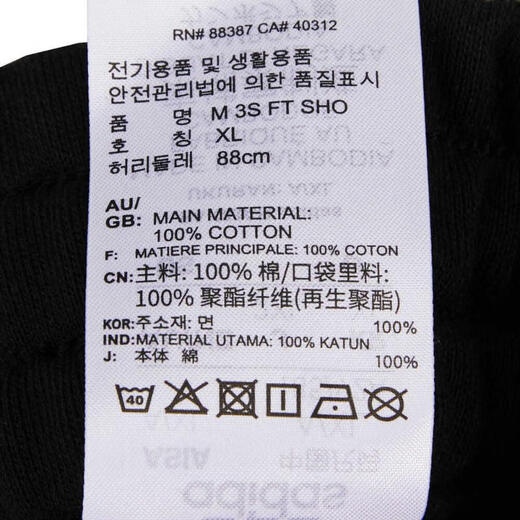 RN# 88387 CA# 40312
전기용품 및 생활용품
안전관리법에 의한 품질표시
품 명 M 3S FT SHO
호 칭 XL
허리둘레 88cm
AU/
GB: MAIN MATERIAL:
100% COTTON
F: MATIERE PRINCIPALE: 100% COTON
CN: 主料: 100% 棉/口袋里料:
100% 聚酯纤维(再生聚酯)
KOR: 주소재: 면 100%
IND: MATERIAL UTAMA: 100% KATUN
J: 本体 綿 100%
40